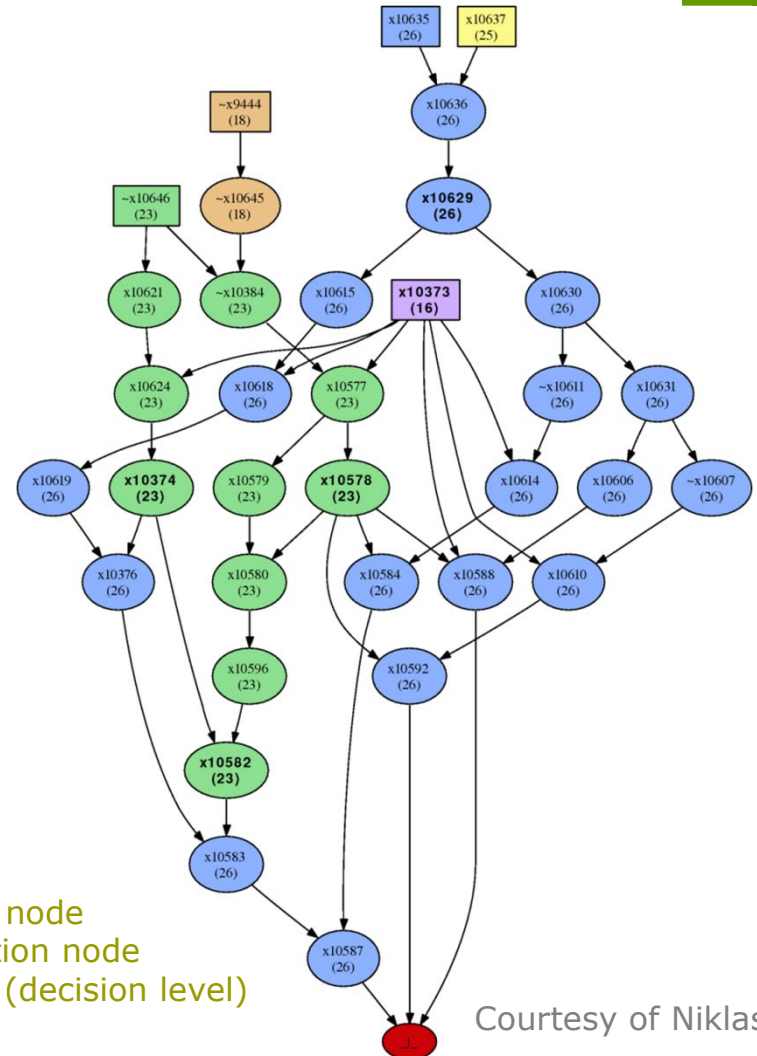 x10635
(26)
x10637
(25)
~x9444
(18)
x10636
(26)
~x10646
(23)
~x10645
(18)
x10629
(26)
x10621
(23)
~x10384
(23)
x10615
(26)
x10373
(16)
x10630
(26)
x10624
(23)
x10618
(26)
x10577
(23)
~x10611
(26)
x10631
(26)
x10619
(26)
x10374
(23)
x10579
(23)
x10578
(23)
x10614
(26)
x10606
(26)
~x10607
(26)
x10376
(26)
x10580
(23)
x10584
(26)
x10588
(26)
x10610
(26)
x10596
(23)
x10592
(26)
x10582
(23)
x10583
(26)
node
tion node
x10587
(26)
(decision level)
Courtesy of Niklas
⊥